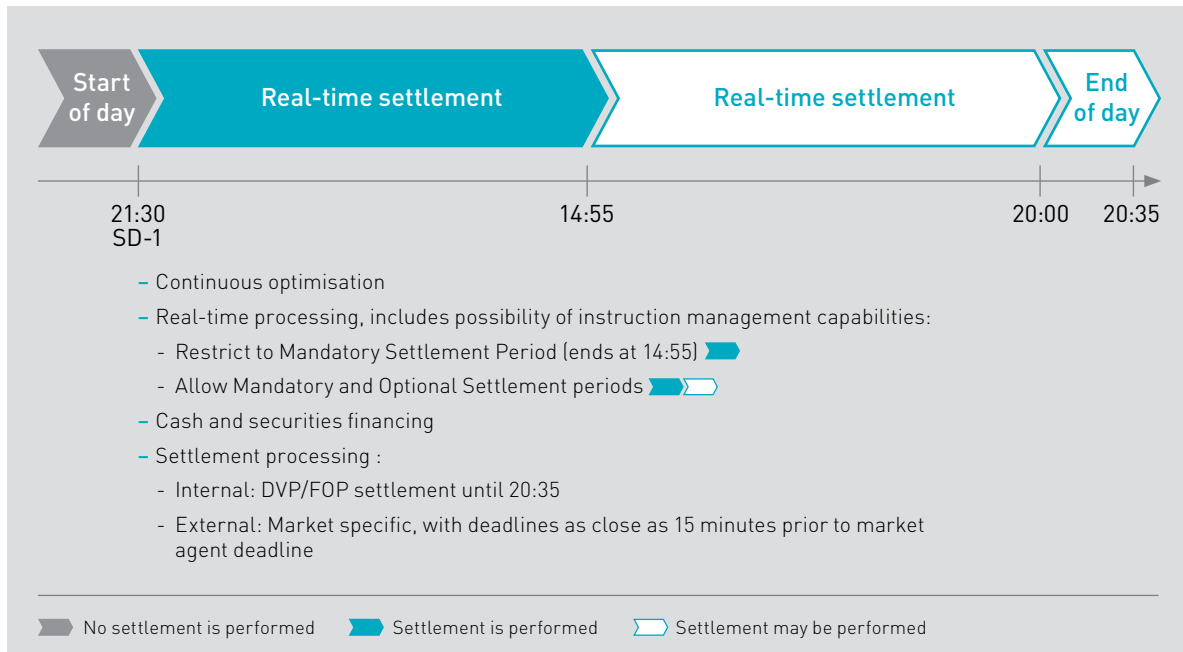 Start
of day
Real-time settlement
Real-time settlement
End
of day
21:30
SD-1
14:55
20:00
20:35
– Continuous optimisation
– Real-time processing, includes possibility of instruction management capabilities:
- Restrict to Mandatory Settlement Period (ends at 14:55)
- Allow Mandatory and Optional Settlement periods
– Cash and securities financing
– Settlement processing :
- Internal: DVP/FOP settlement until 20:35
- External: Market specific, with deadlines as close as 15 minutes prior to market
agent deadline
No settlement is performed
Settlement is performed
Settlement may be performed